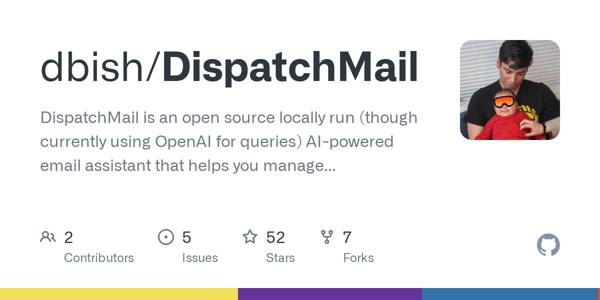 dbish/DispatchMail
DispatchMail is an open source locally run (though
currently using OpenAI for queries) AI-powered
email assistant that helps you manage...
2 5 52 7
Contributors Issues Stars Forks